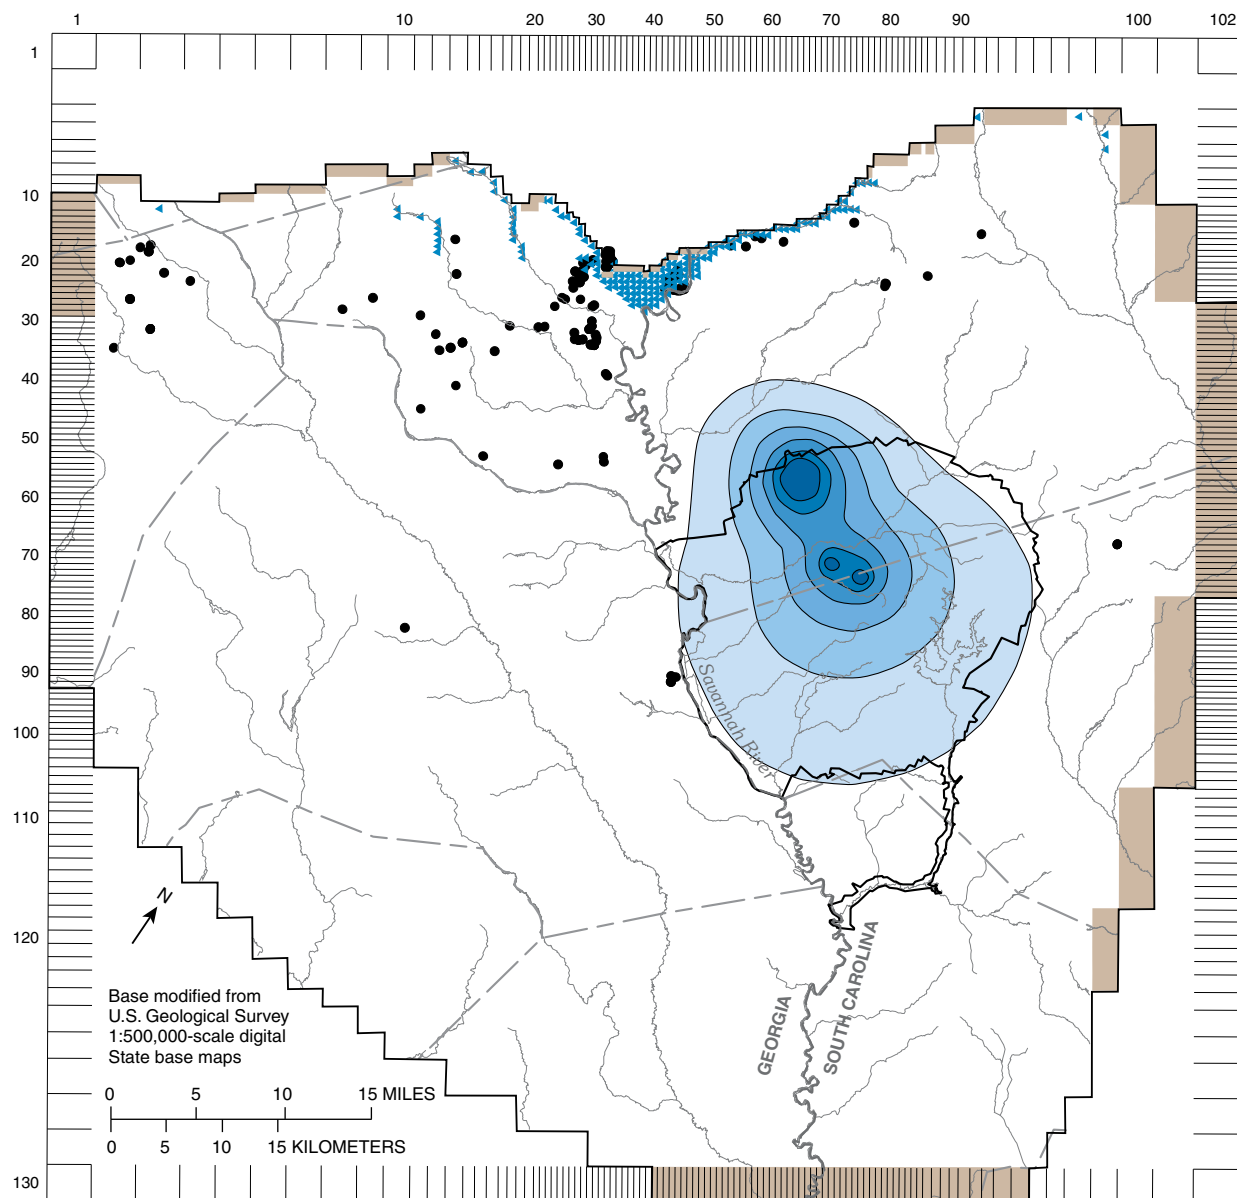 1 10 20 30 40 50 60 70 80 90 100 102
1
10
20
30
40
50
60
70
80
90
100
110
120
130
Savannah River
N
GEORGIA
SOUTH CAROLINA
Base modified from
U.S. Geological Survey
1:500,000-scale digital
State base maps
0 5 10 15 MILES
0 5 10 15 KILOMETERS